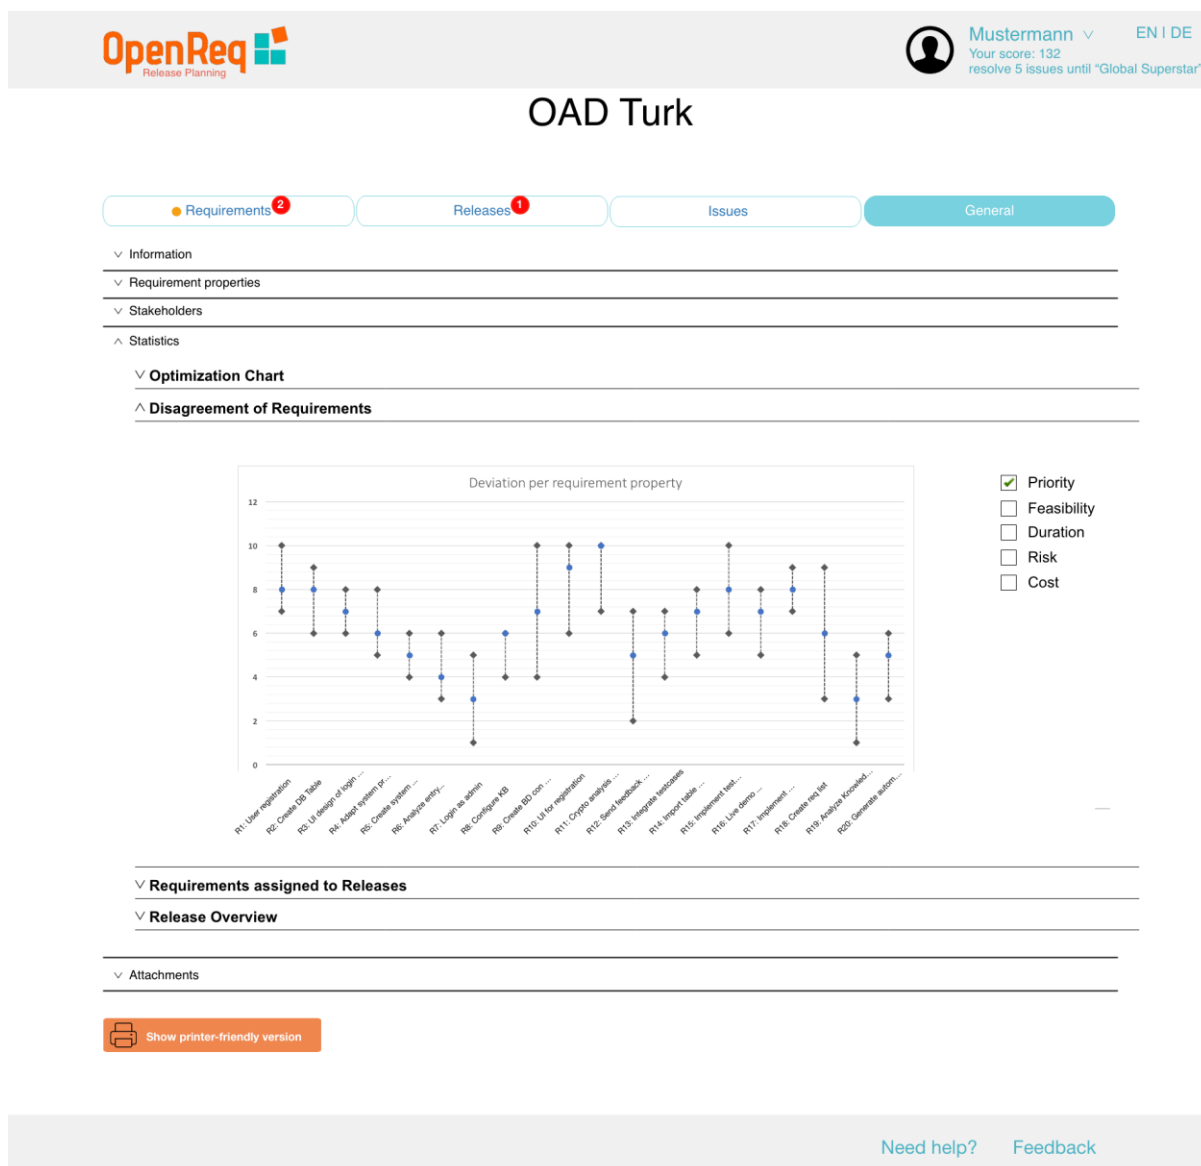 OpenReq
Release Planning
Mustermann
EN I DE
Your score: 132
resolve 5 issues until “Global Superstar”
OAD Turk
Requirements 2
Releases 1
Issues
General
Information
Requirement properties
Stakeholders
Statistics
Optimization Chart
Disagreement of Requirements
Deviation per requirement property
12
10
8
6
4
2
0
R1: User registration
R2: Create DB Table
R3: UI design of login ...
R4: Adapt system pr...
R5: Create system ...
R6: Analyze entry...
R7: Login as admin
R8: Configure KB
R9: Create BD con ...
R10: UI for registration
R11: Crypto analysis ...
R12: Send feedback ...
R13: Integrate testcases
R14: Import table ...
R15: Implement test...
R16: Live demo ...
R17: Implement ...
R18: Create req list
R19: Analyze Knowled...
R20: Generate autom...
Priority
Feasibility
Duration
Risk
Cost
Requirements assigned to Releases
Release Overview
Attachments
Show printer-friendly version
Need help?
Feedback